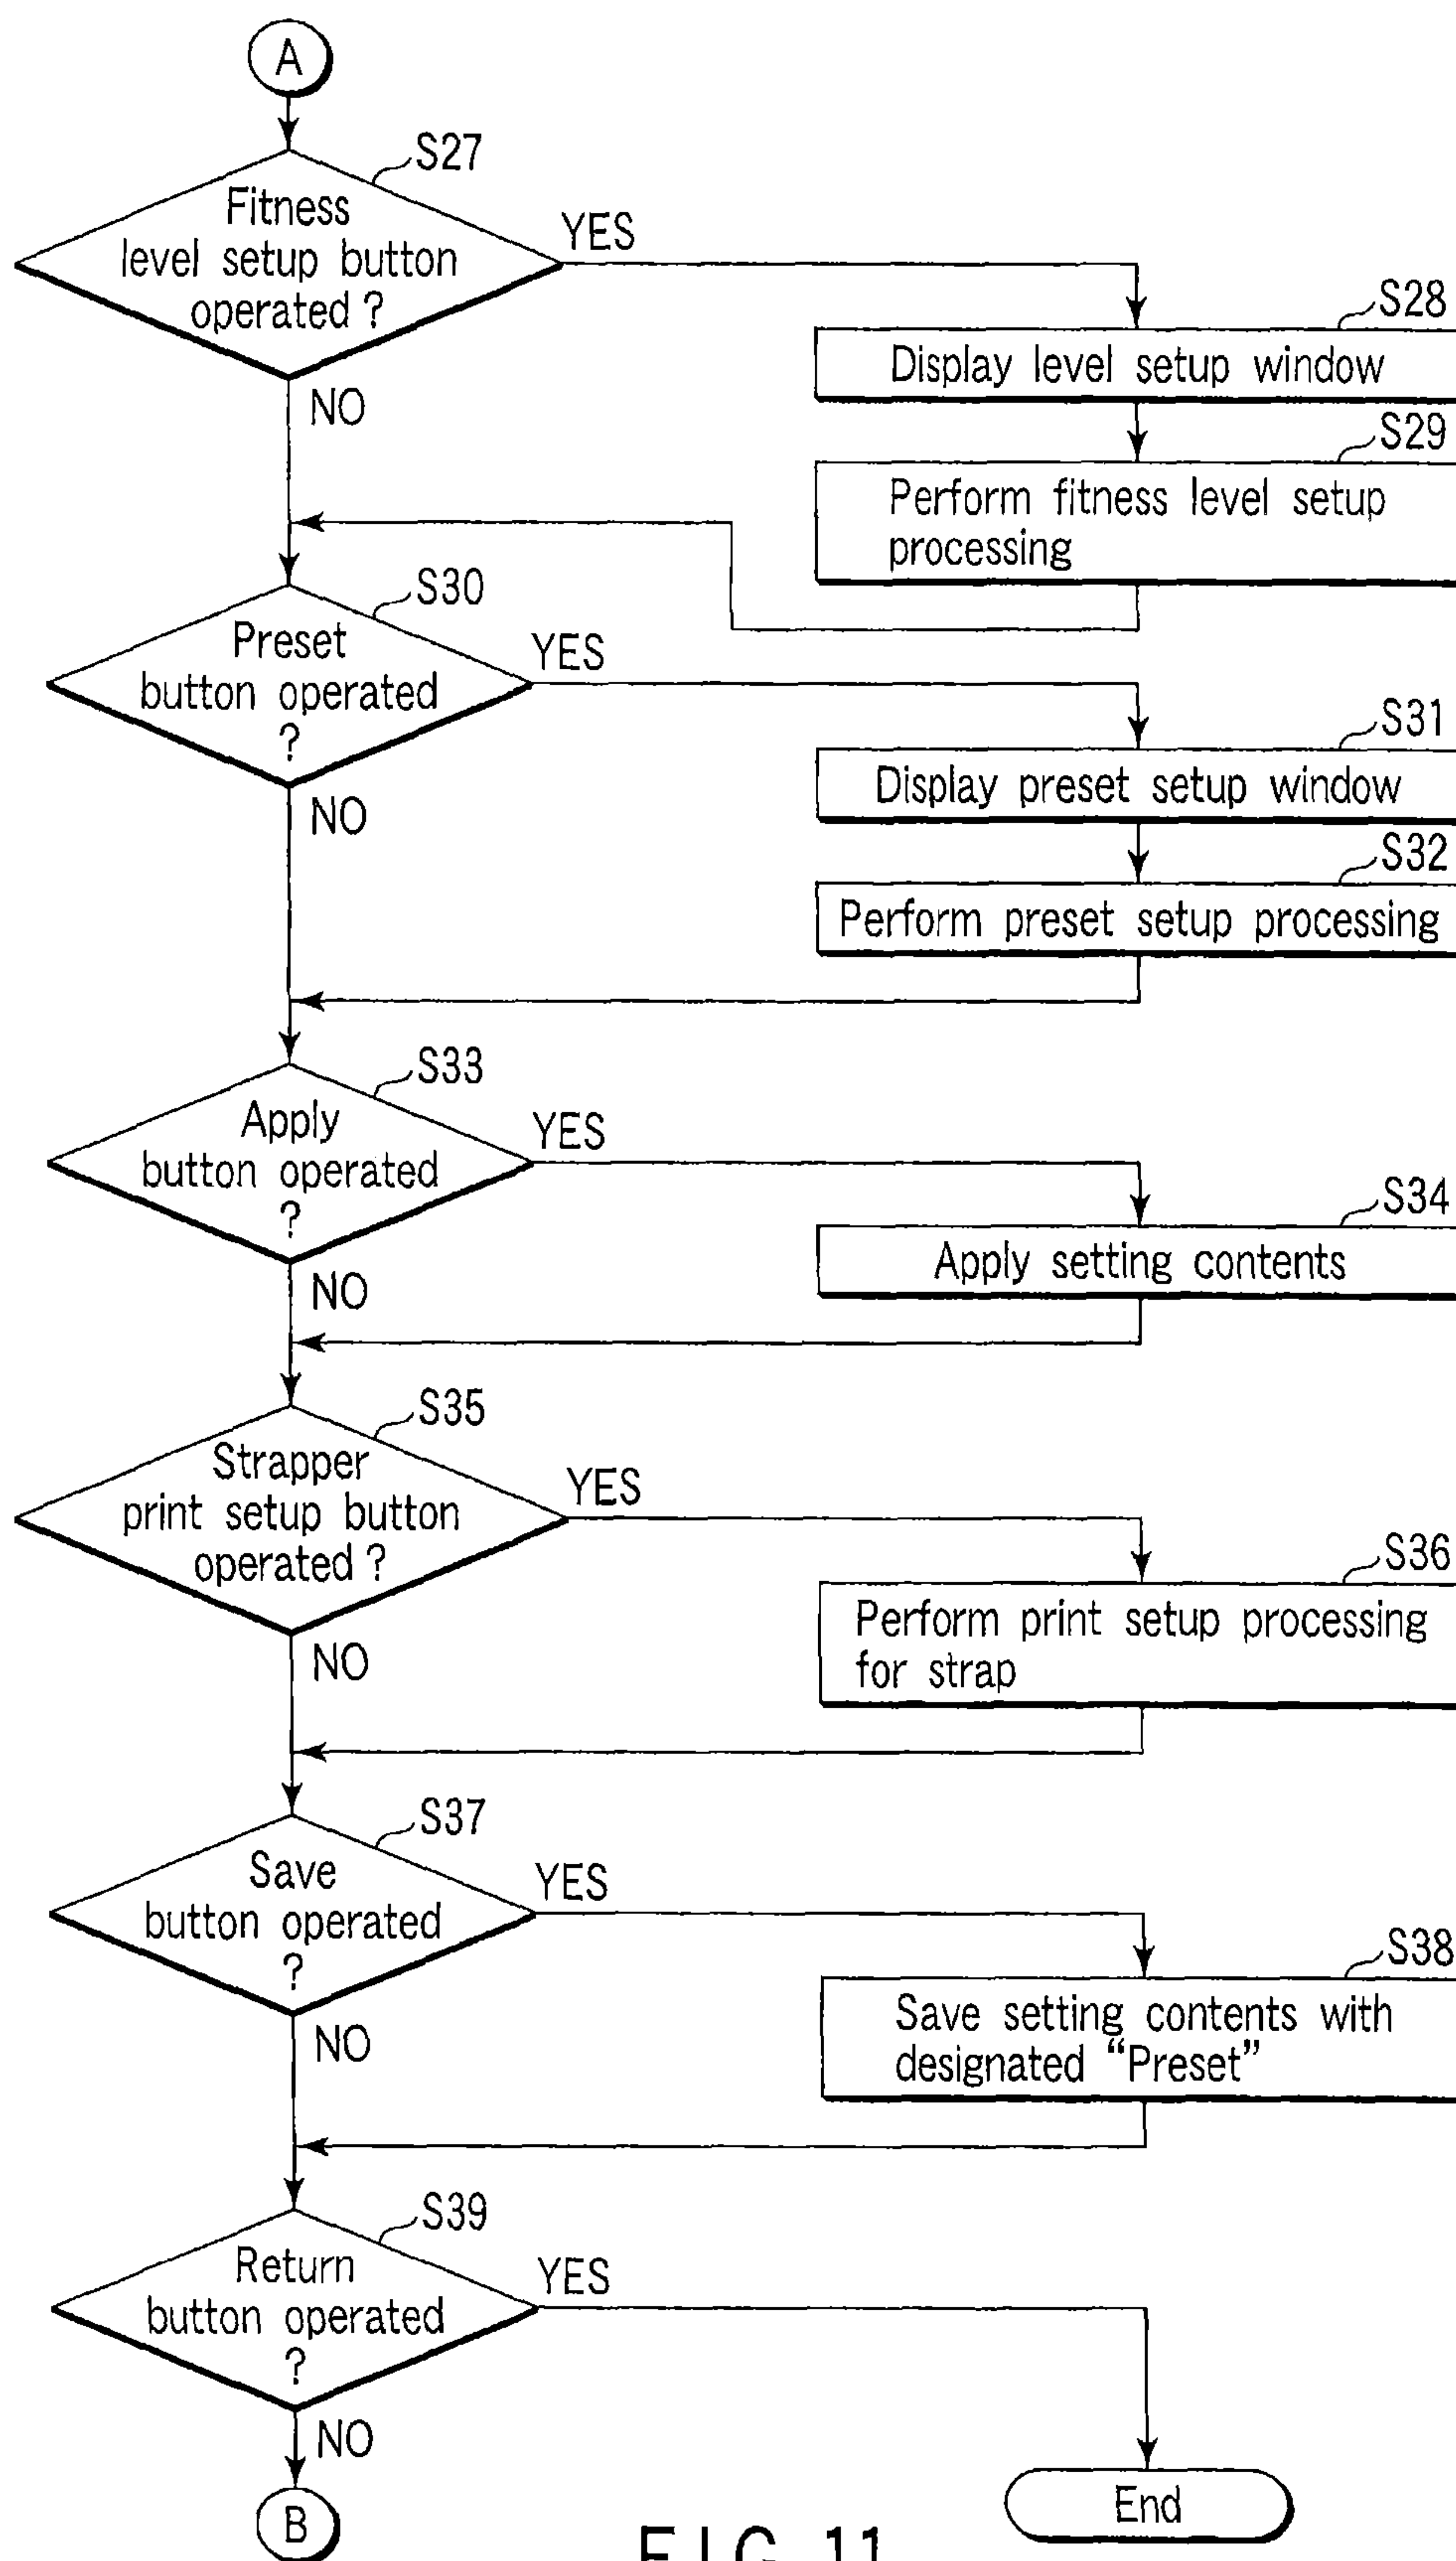 A
S27
Fitness
level setup button
operated ?
YES
NO
S28
Display level setup window
S29
Perform fitness level setup
processing
S30
Preset
button operated
?
YES
NO
S31
Display preset setup window
S32
Perform preset setup processing
S33
Apply
button operated
?
YES
NO
S34
Apply setting contents
S35
Strapper
print setup button
operated ?
YES
NO
S36
Perform print setup processing
for strap
S37
Save
button operated
?
YES
NO
S38
Save setting contents with
designated “Preset”
S39
Return
button operated
?
YES
NO
B
End
FIG. 11